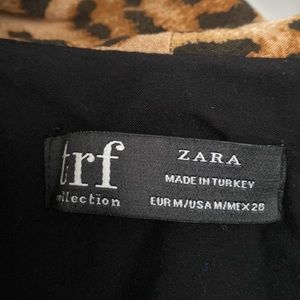 trf
collection
ZARA
MADE IN TURKEY
EUR M/USA M/MEX 28